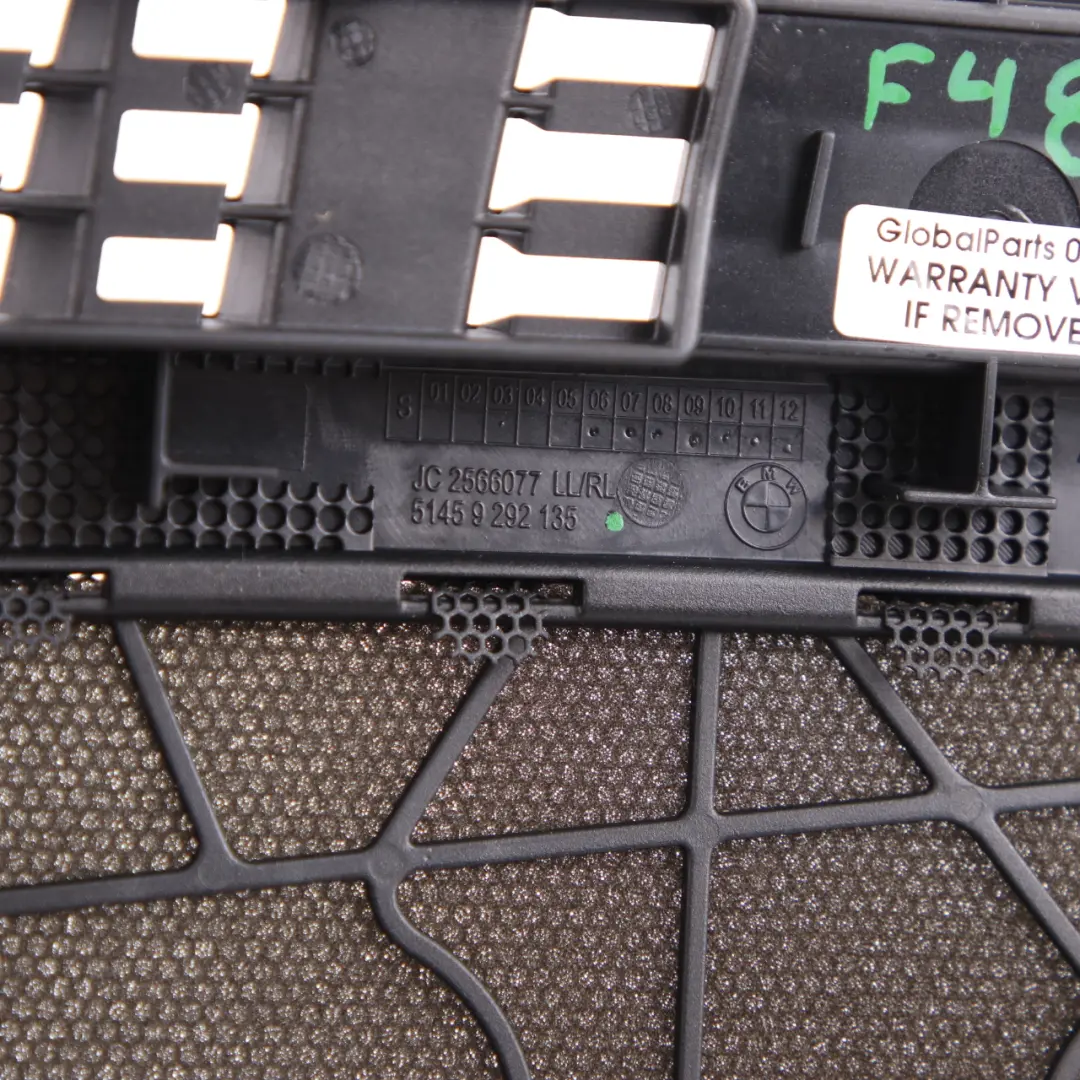 F48
GlobalParts 0
WARRANTY V
IF REMOVE
S 01 02 03 04 05 06 07 08 09 10 11 12
JC 2566077 LL/RL
5145 9 292 135
BMW